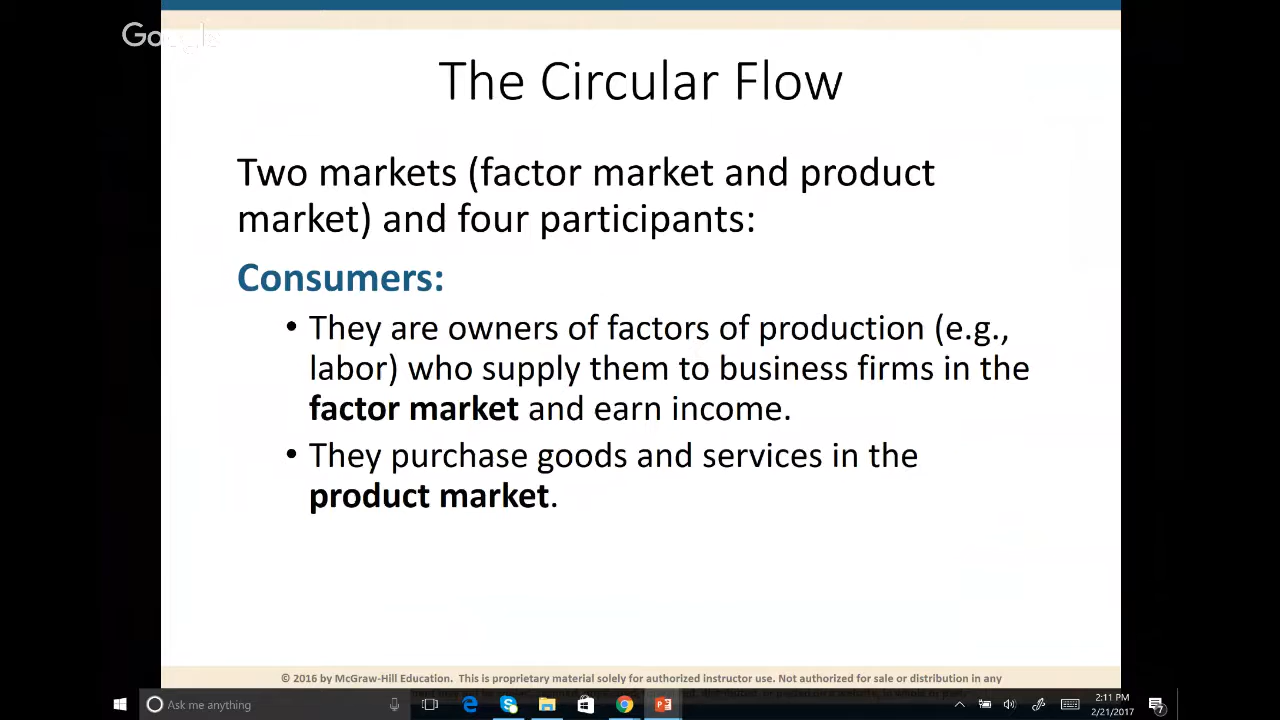 Google
The Circular Flow
Two markets (factor market and product
market) and four participants:
Consumers:
• They are owners of factors of production (e.g.,
labor) who supply them to business firms in the
factor market and earn income.
• They purchase goods and services in the
product market.
© 2016 by McGraw-Hill Education. This is proprietary material solely for authorized instructor use. Not authorized for sale or distribution in any
Ask me anything
2:11 PM
2/21/2017
7